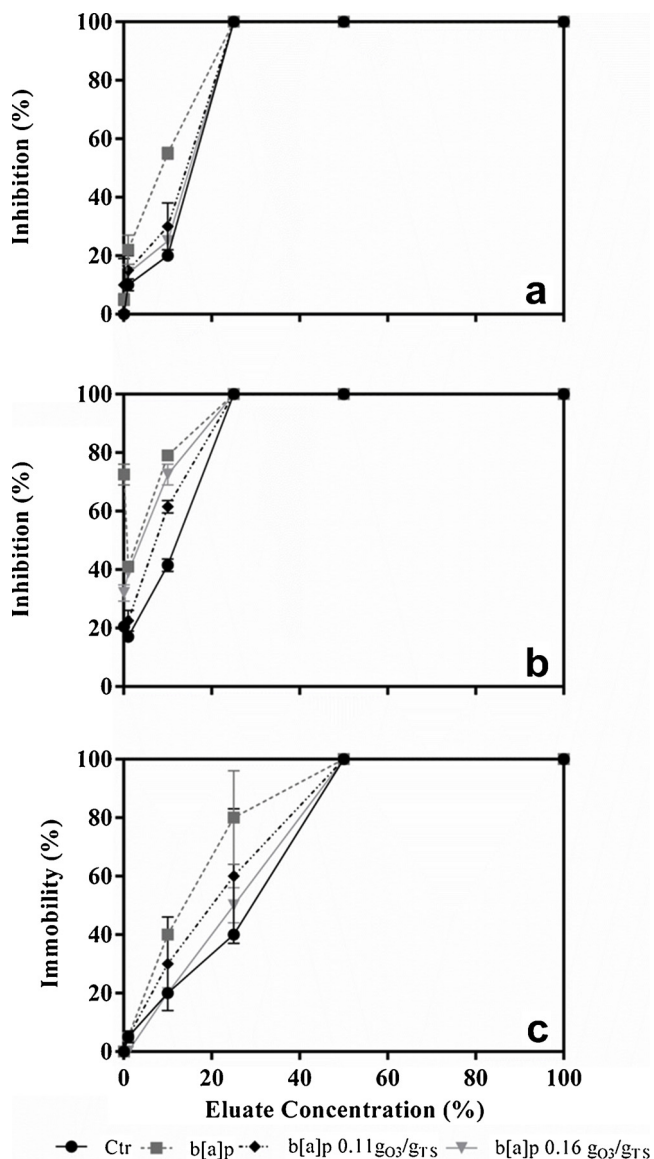 100
80
60
40
20
0
Inhibition (%)
a
100
80
60
40
20
0
Inhibition (%)
b
100
80
60
40
20
0
Immobility (%)
c
0 20 40 60 80 100
Eluate Concentration (%)
Ctr b[a]p b[a]p 0.11gO3/gTS b[a]p 0.16 gO3/gTS